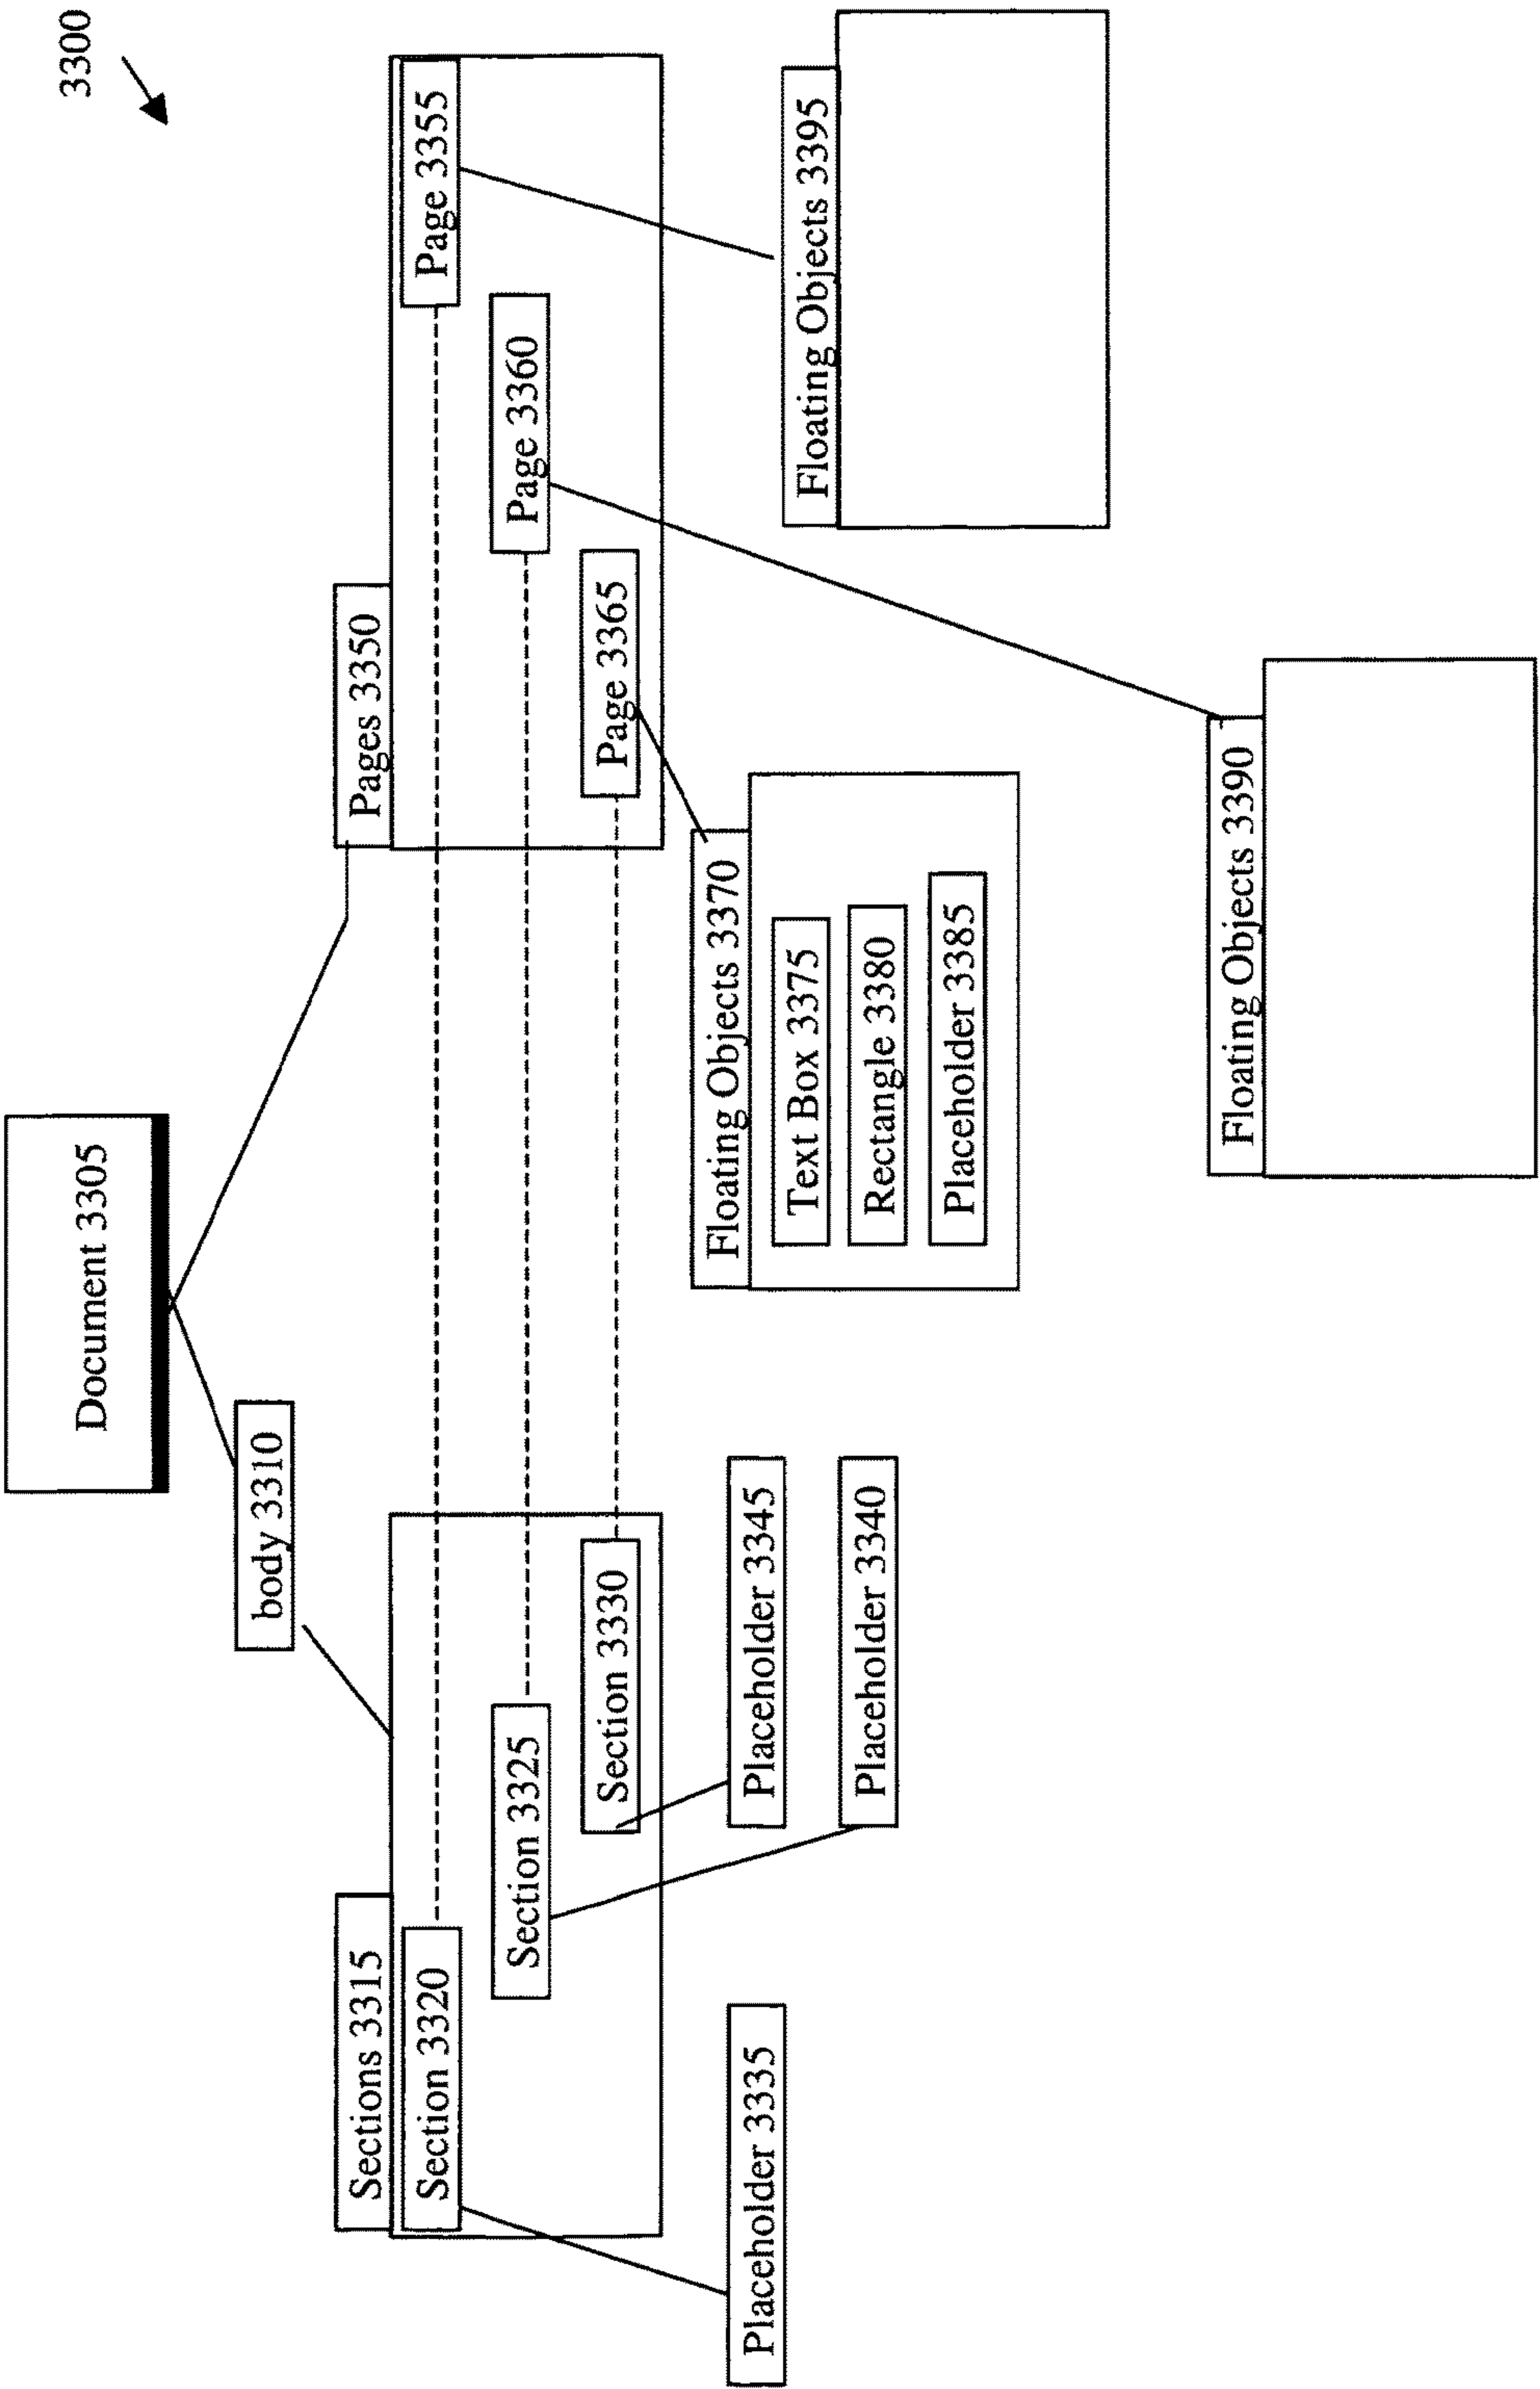 3300
Document 3305
body 3310
Sections 3315
Pages 3350
Section 3320
Page 3355
Section 3325
Page 3360
Section 3330
Page 3365
Placeholder 3335
Placeholder 3345
Placeholder 3340
Floating Objects 3370
Text Box 3375
Rectangle 3380
Placeholder 3385
Floating Objects 3395
Floating Objects 3390